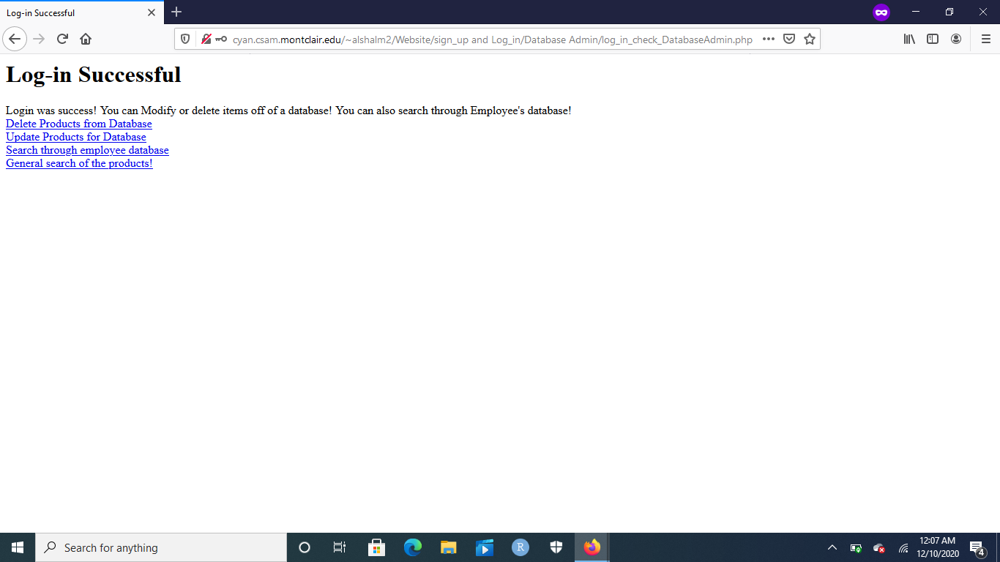 Log-in Successful
cyan.csam.montclair.edu/~alshalm2/Website/sign_up and Log_in/Database Admin/log_in_check_DatabaseAdmin.php
Log-in Successful
Login was success! You can Modify or delete items off of a database! You can also search through Employee's database!
Delete Products from Database
Update Products for Database
Search through employee database
General search of the products!
Search for anything
R
12:07 AM
12/10/2020
4